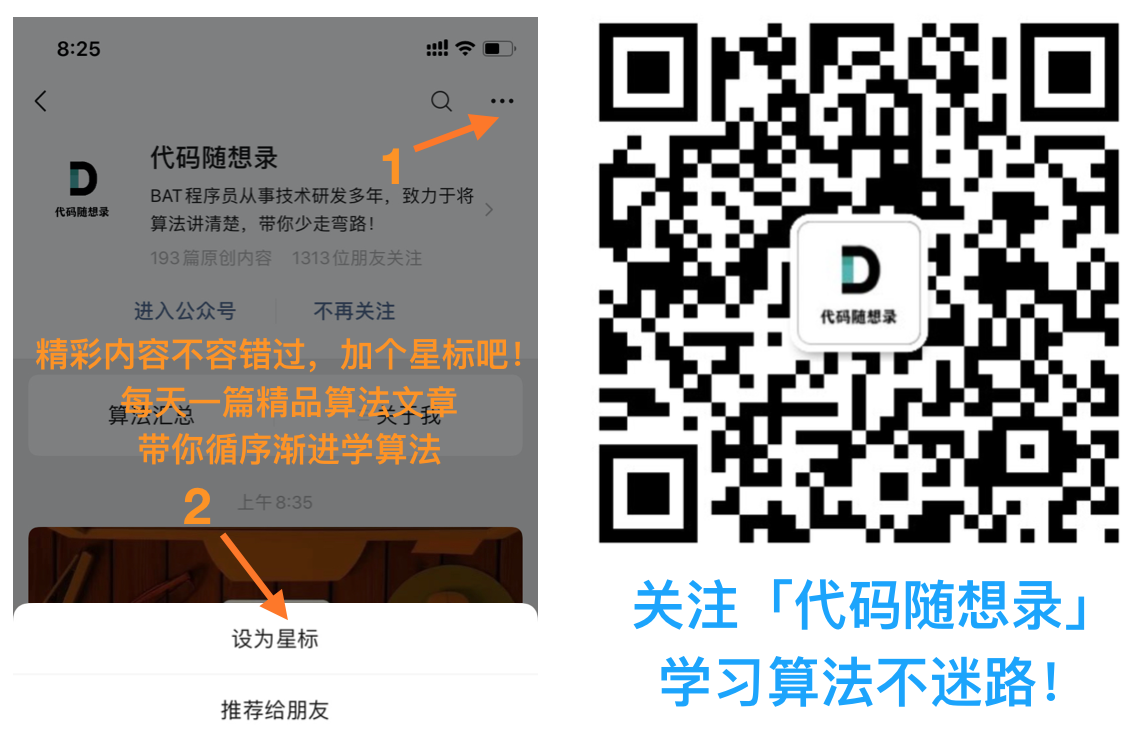 8:25
代码随想录
BAT程序员从事技术研发多年，致力于将
算法讲清楚，带你少走弯路！
193篇原创内容 1313位朋友关注
D
代码随想录
1
进入公众号 不再关注
精彩内容不容错过，加个星标吧！
每天一篇精品算法文章
算法汇总 关于我
带你循序渐进学算法
2
上午8:35
设为星标
推荐给朋友
D
代码随想录
关注「代码随想录」
学习算法不迷路！